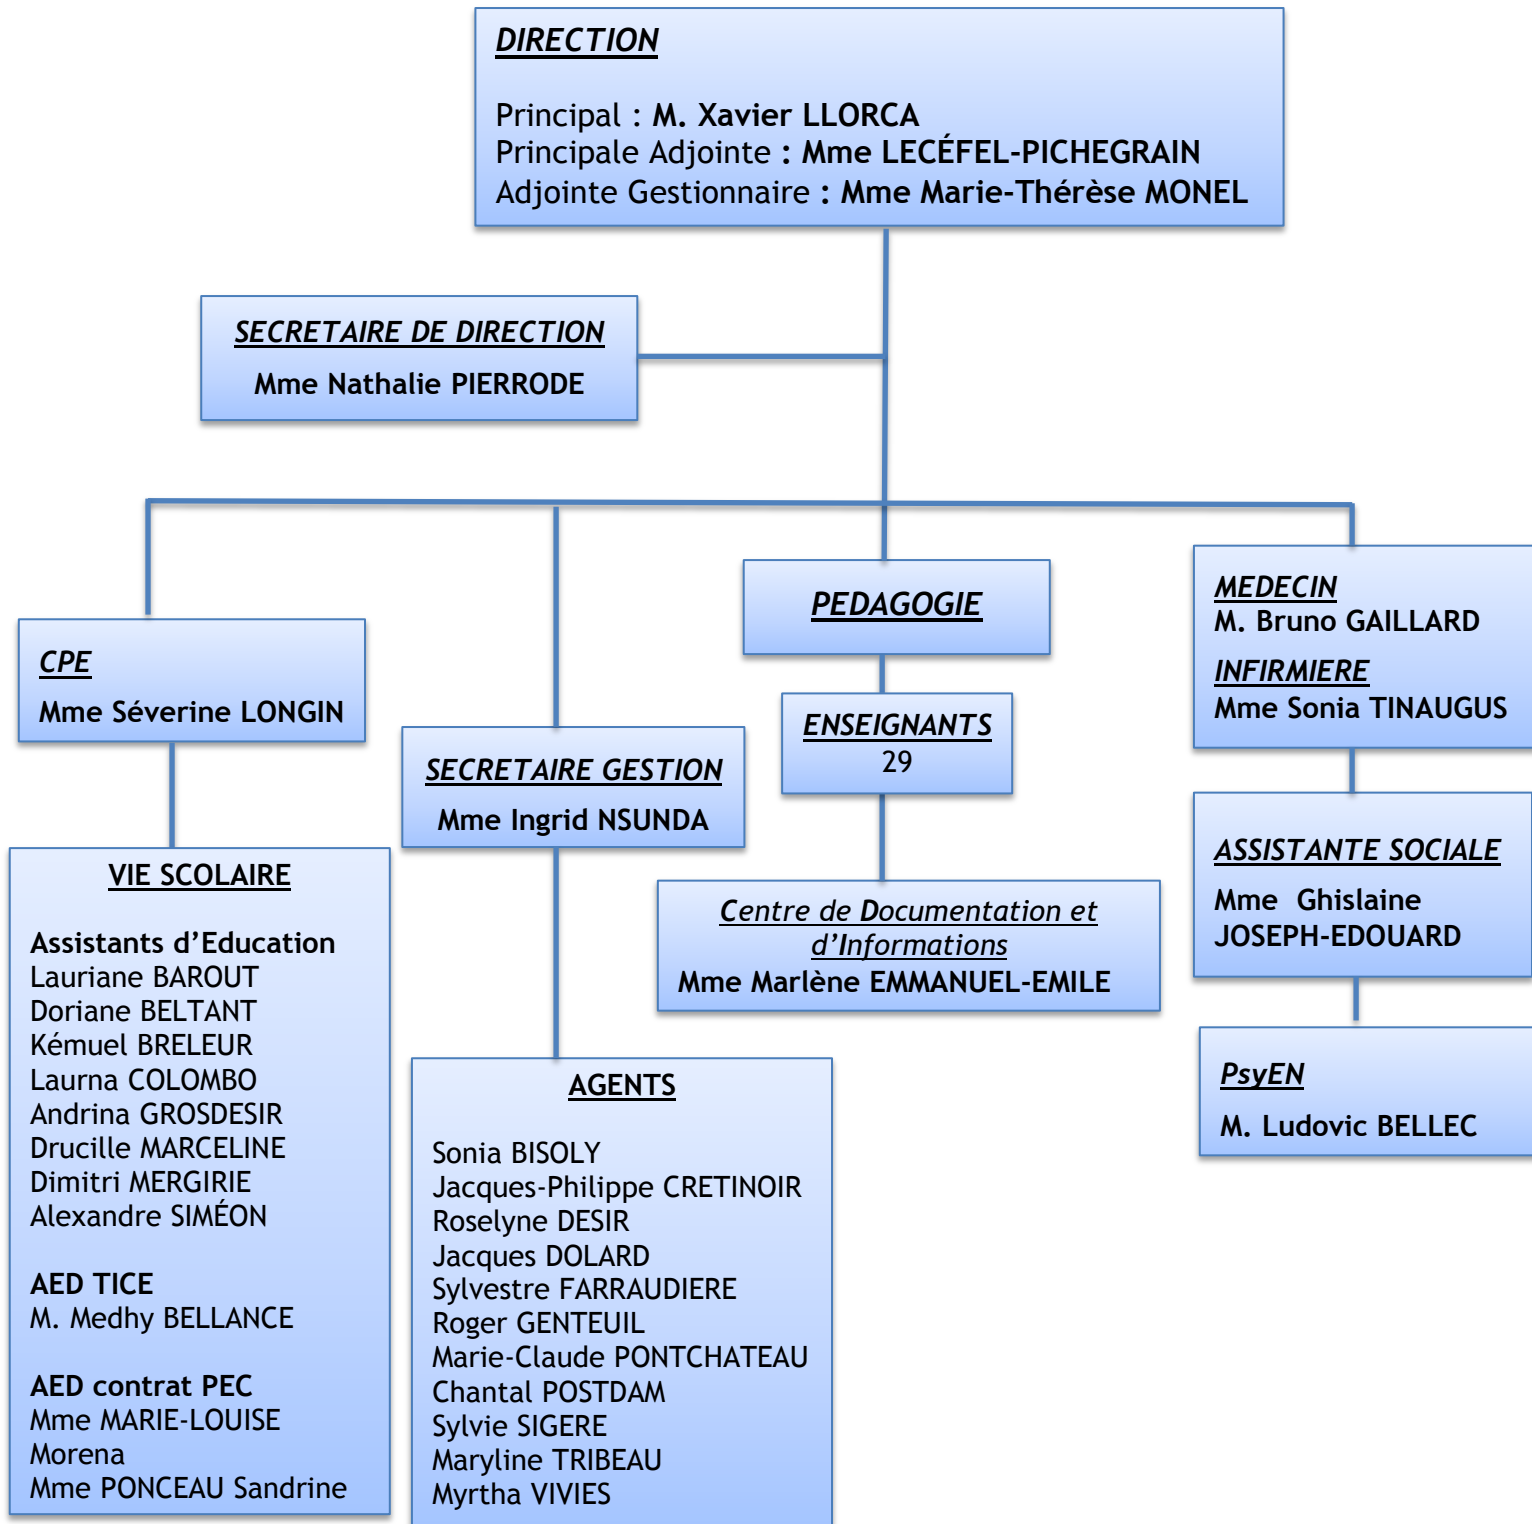 DIRECTION
Principal : M. Xavier LLORCA
Principale Adjointe : Mme LECÉFEL-PICHEGRAIN
Adjointe Gestionnaire : Mme Marie-Thérèse MONEL
SECRETAIRE DE DIRECTION
Mme Nathalie PIERRODE
CPE
Mme Séverine LONGIN
VIE SCOLAIRE
Assistants d’Education
Lauriane BAROUT
Doriane BELTANT
Kémuel BRELEUR
Laurna COLOMBO
Andrina GROSDESIR
Drucille MARCELINE
Dimitri MERGIRIE
Alexandre SIMÉON
AED TICE
M. Medhy BELLANCE
AED contrat PEC
Mme MARIE-LOUISE
Morena
Mme PONCEAU Sandrine
SECRETAIRE GESTION
Mme Ingrid NSUNDA
AGENTS
Sonia BISOLY
Jacques-Philippe CRETINOIR
Roselyne DESIR
Jacques DOLARD
Sylvestre FARRAUDIERE
Roger GENTEUIL
Marie-Claude PONTCHATEAU
Chantal POSTDAM
Sylvie SIGERE
Maryline TRIBEAU
Myrtha VIVIES
PEDAGOGIE
ENSEIGNANTS
29
Centre de Documentation et
d’Informations
Mme Marlène EMMANUEL-EMILE
MEDECIN
M. Bruno GAILLARD
INFIRMIERE
Mme Sonia TINAUGUS
ASSISTANTE SOCIALE
Mme Ghislaine
JOSEPH-EDOUARD
PsyEN
M. Ludovic BELLEC